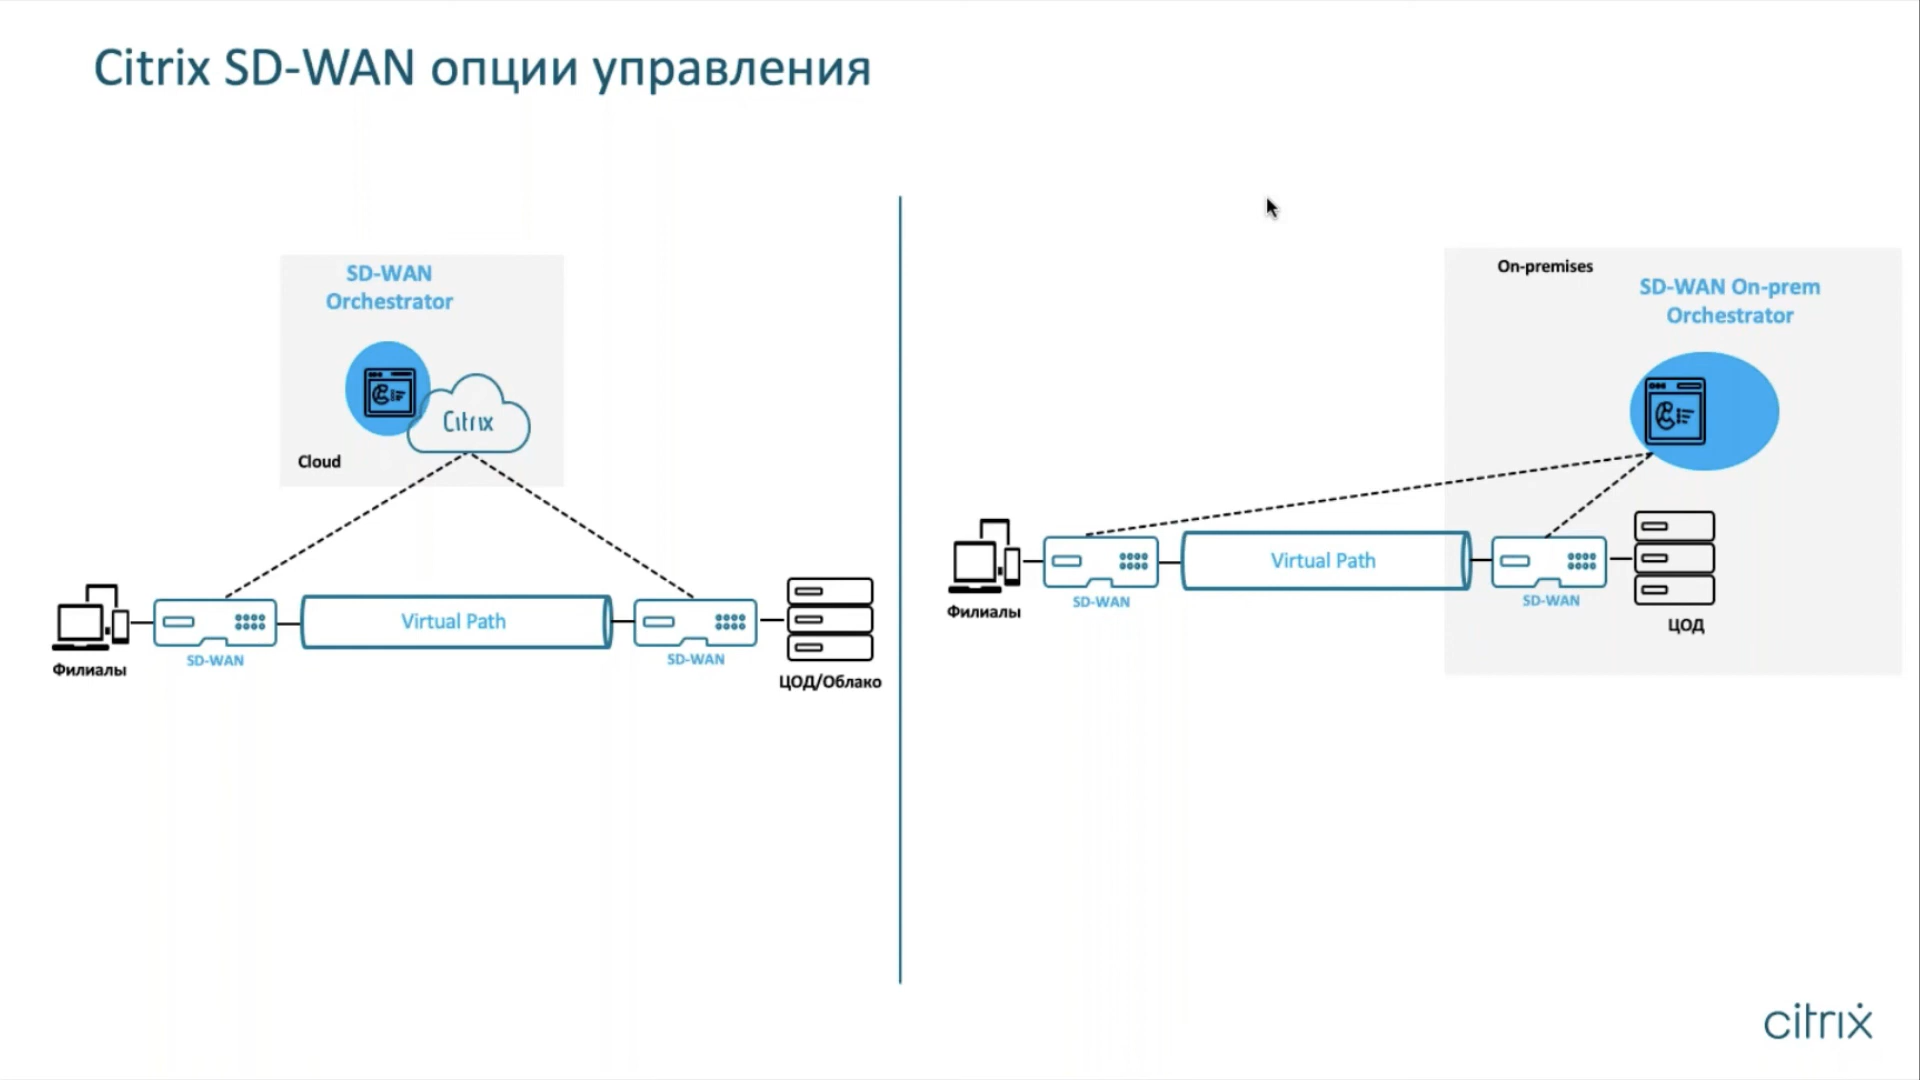 Citrix SD-WAN опции управления
SD-WAN
Orchestrator
Citrix
Cloud
Филиалы
SD-WAN
Virtual Path
SD-WAN
ЦОД/Облако
On-premises
SD-WAN On-prem
Orchestrator
Филиалы
SD-WAN
Virtual Path
SD-WAN
ЦОД
citrix